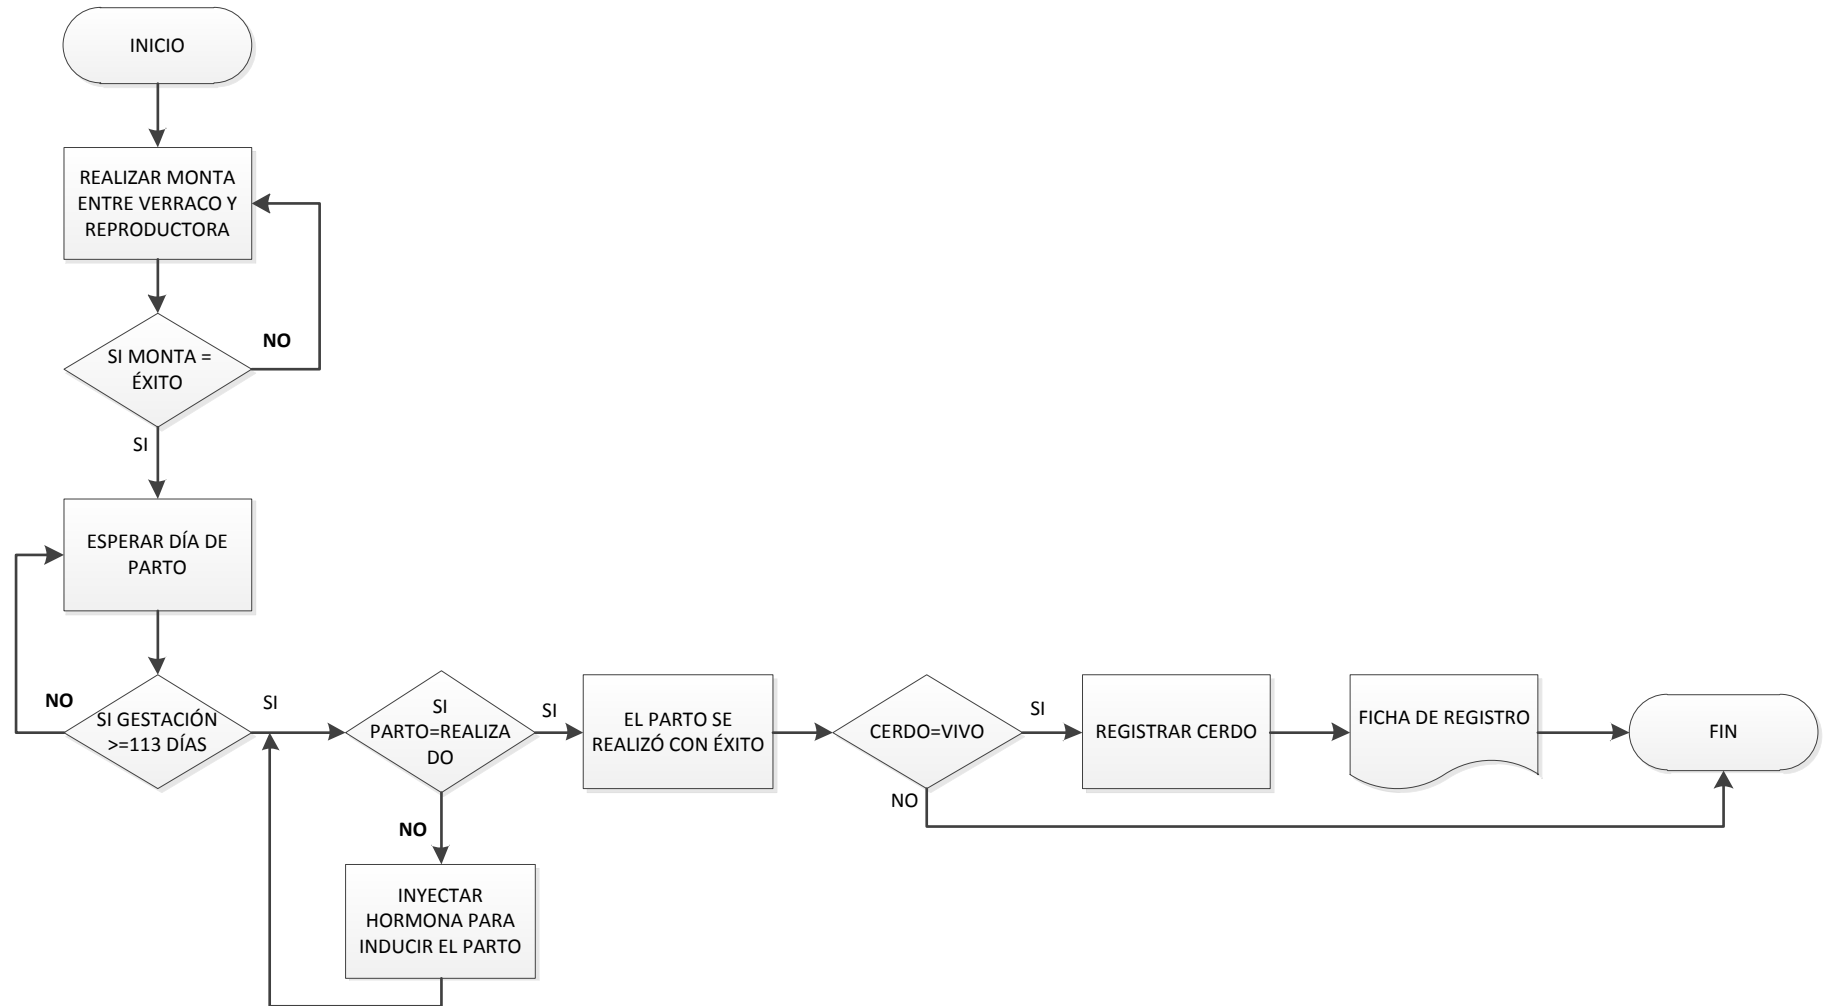 INICIO
REALIZAR MONTA
ENTRE VERRACO Y
REPRODUCTORA
NO
SI MONTA =
ÉXITO
SI
ESPERAR DÍA DE
PARTO
NO
SI GESTACIÓN
>=113 DÍAS
SI
SI
PARTO=REALIZA
DO
SI
NO
INYECTAR
HORMONA PARA
INDUCIR EL PARTO
EL PARTO SE
REALIZÓ CON ÉXITO
CERDO=VIVO
SI
NO
REGISTRAR CERDO
FICHA DE REGISTRO
FIN